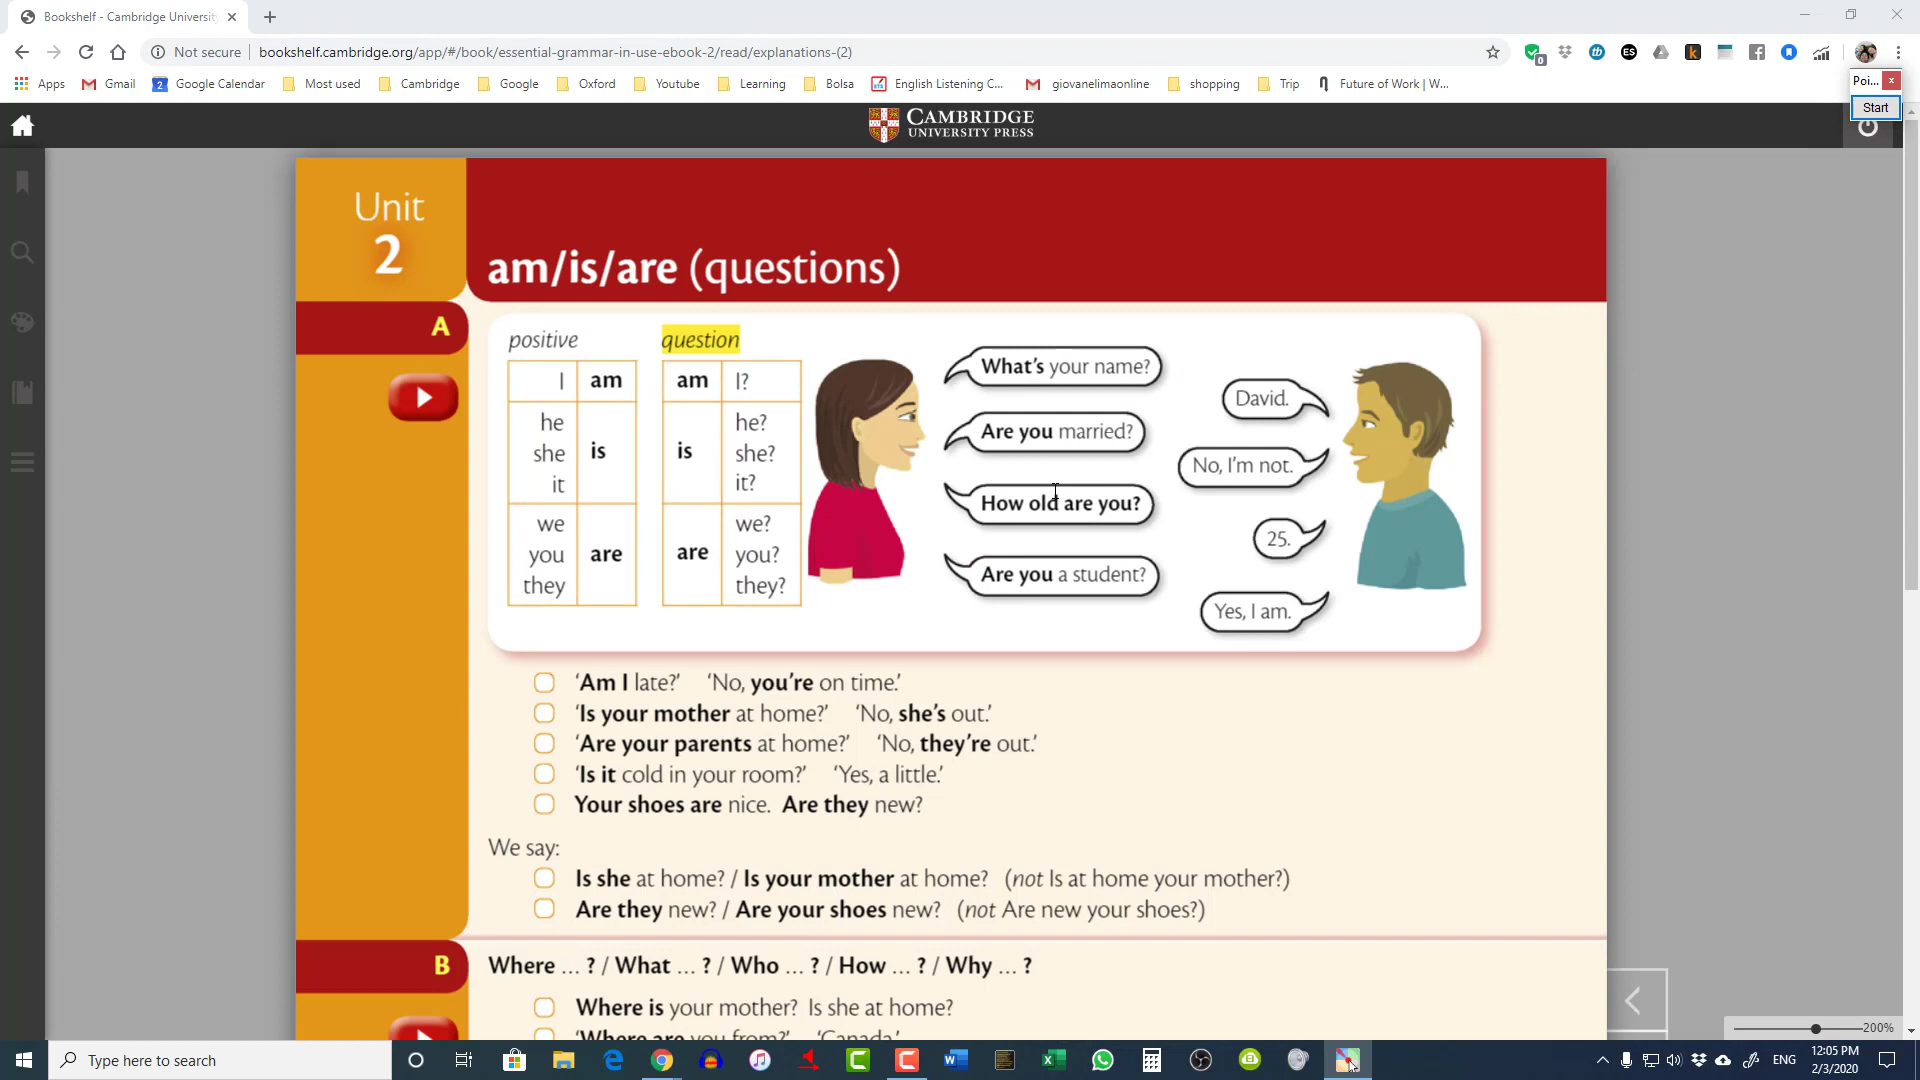 Bookshelf - Cambridge University
Not secure
bookshelf.cambridge.org/app/#/book/essential-grammar-in-use-ebook-2/read/explanations-(2)
Apps
Gmail
Google Calendar
Most used
Cambridge
Google
Oxford
Youtube
Learning
Bolsa
English Listening C...
giovanelimaonline
shopping
Trip
Future of Work | W...
Poi...
Start
CAMBRIDGE
UNIVERSITY PRESS
Unit
2
am/is/are (questions)
A
positive
question
I am
he
she is
it
we
you are
they
am I?
he?
is she?
it?
we?
are you?
they?
What's your name?
David.
Are you married?
No, I'm not.
How old are you?
25.
Are you a student?
Yes, I am.
‘Am I late?’ ‘No, you're on time.’
‘Is your mother at home?’ ‘No, she's out.’
‘Are your parents at home?’ ‘No, they're out.’
‘Is it cold in your room?’ ‘Yes, a little.’
Your shoes are nice. Are they new?
We say:
Is she at home? / Is your mother at home? (not Is at home your mother?)
Are they new? / Are your shoes new? (not Are new your shoes?)
B
Where … ? / What … ? / Who … ? / How … ? / Why … ?
Where is your mother? Is she at home?
‘Where are you from?’ ‘Canada.’
200%
Type here to search
ENG
12:05 PM
2/3/2020